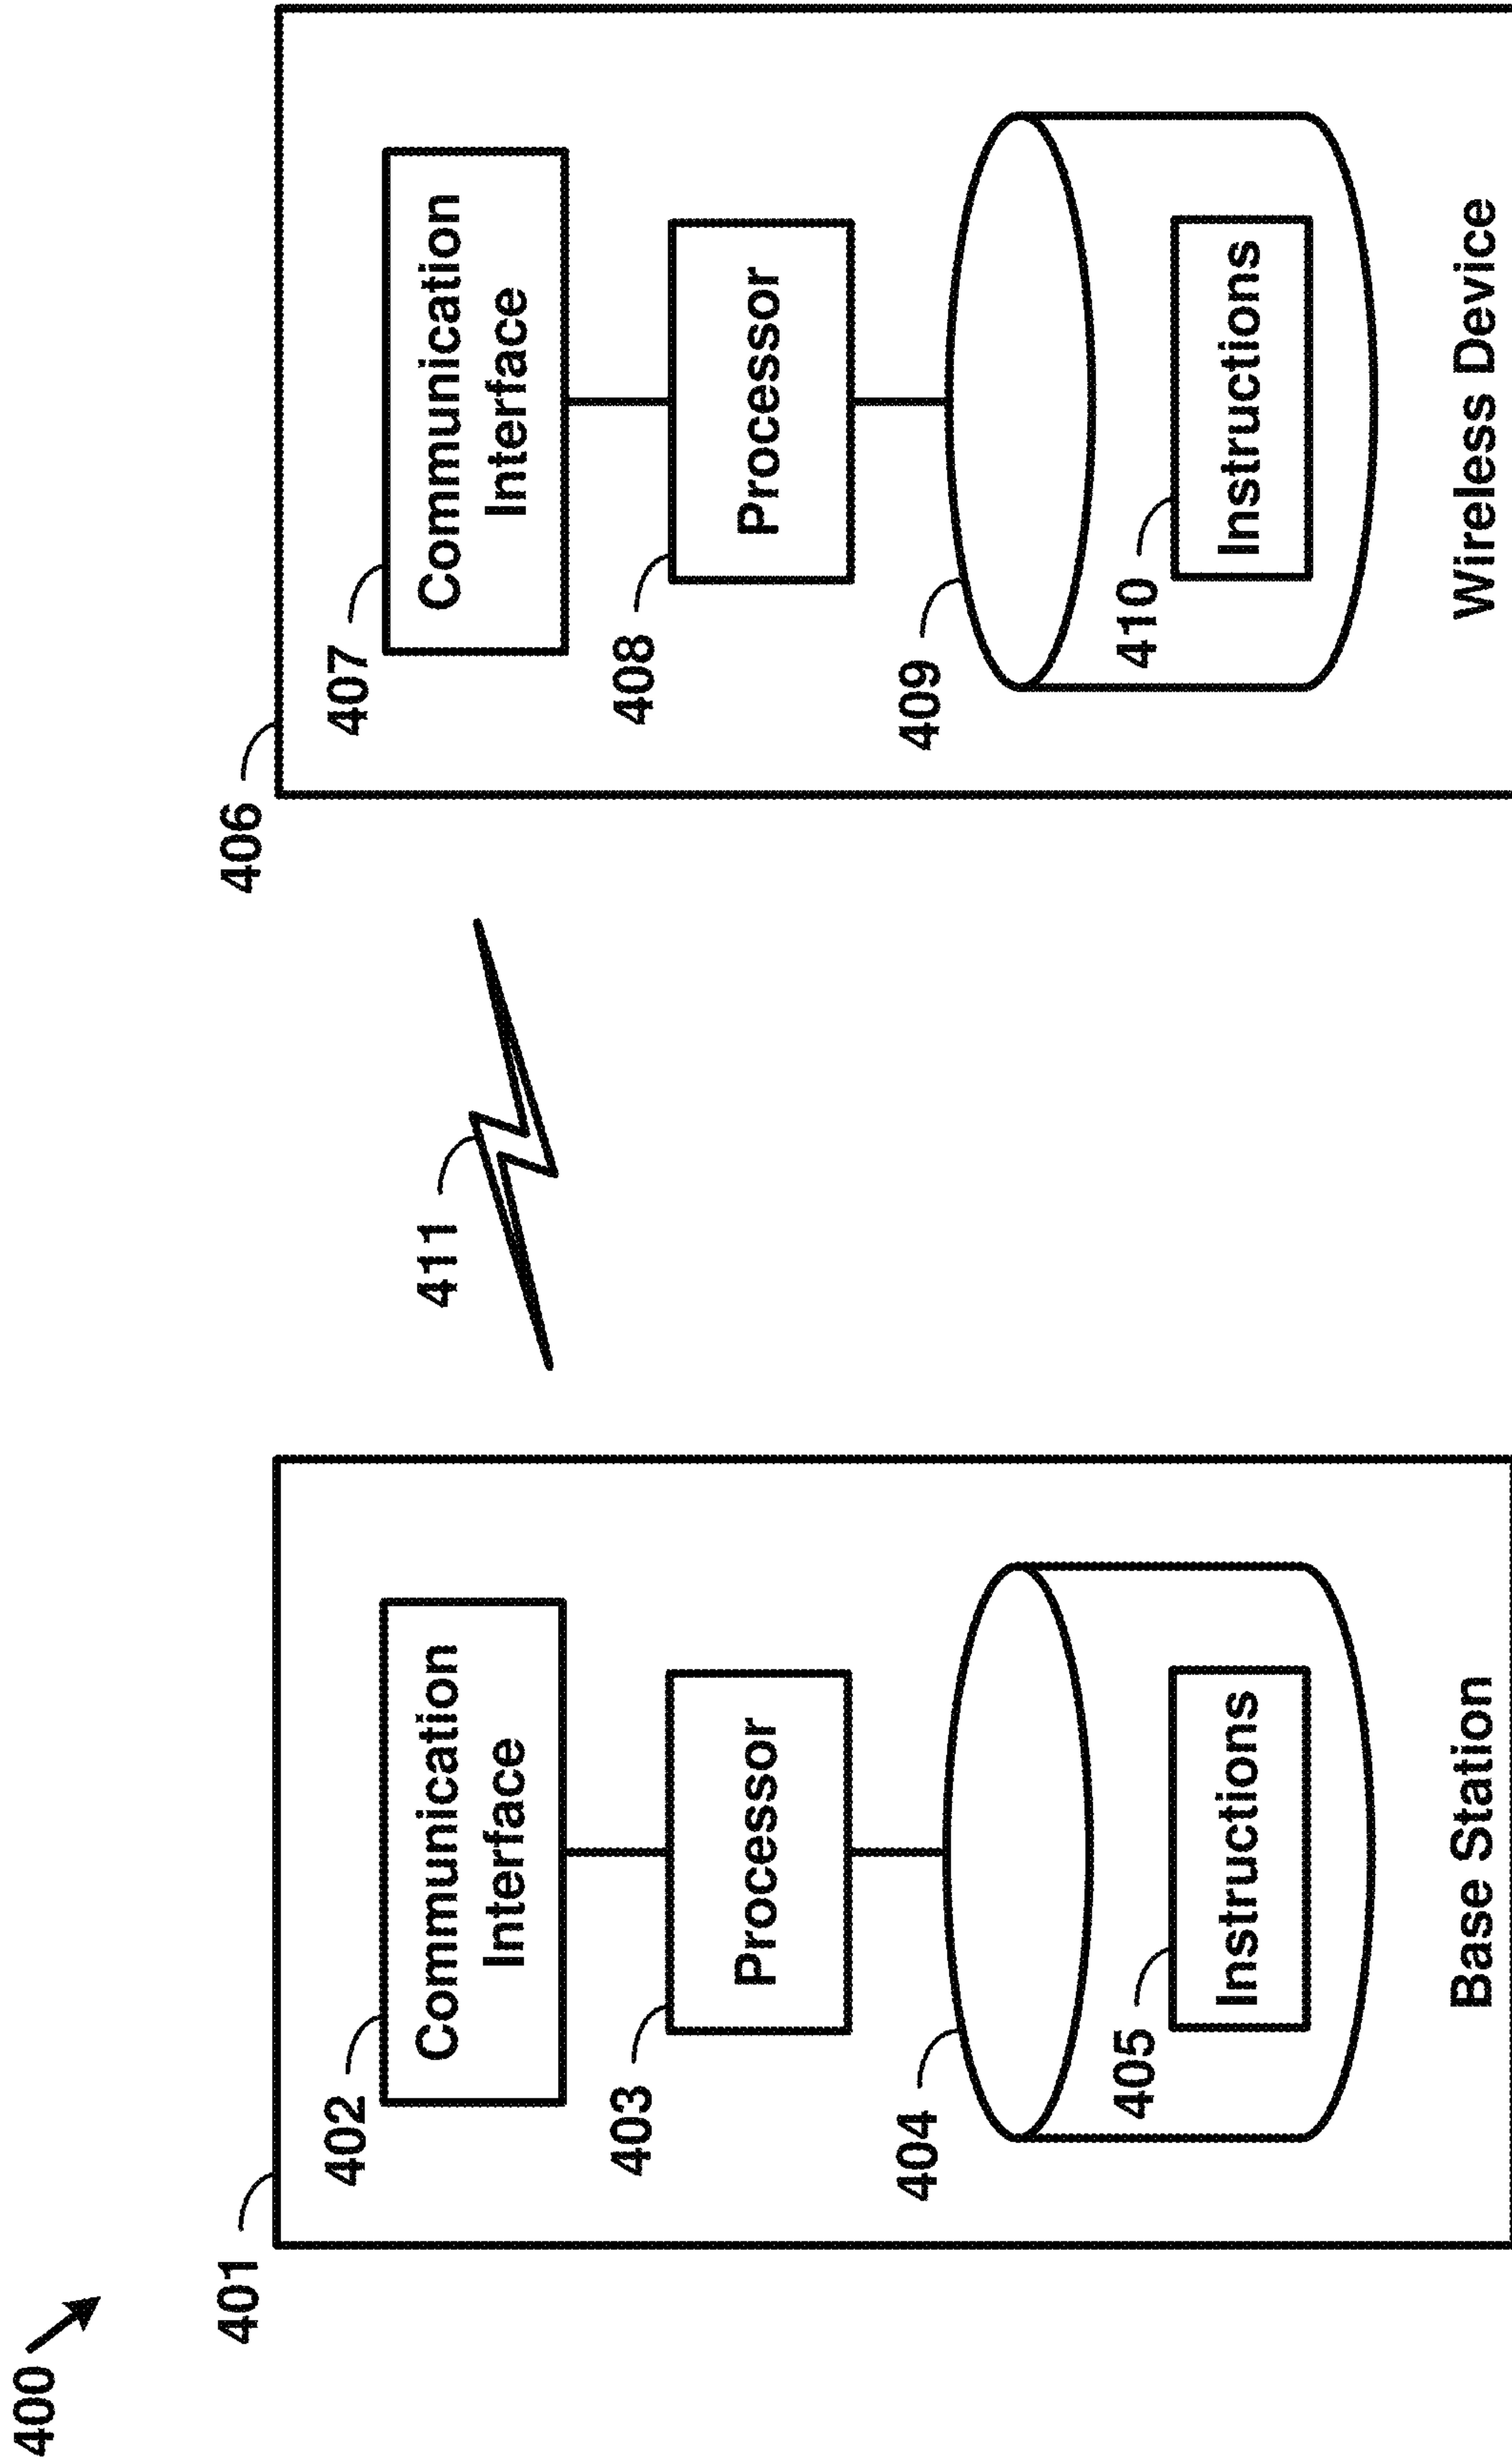 400
401
402
Communication
Interface
403
Processor
404
405
Instructions
Base Station
411
406
407
Communication
Interface
408
Processor
409
410
Instructions
Wireless Device